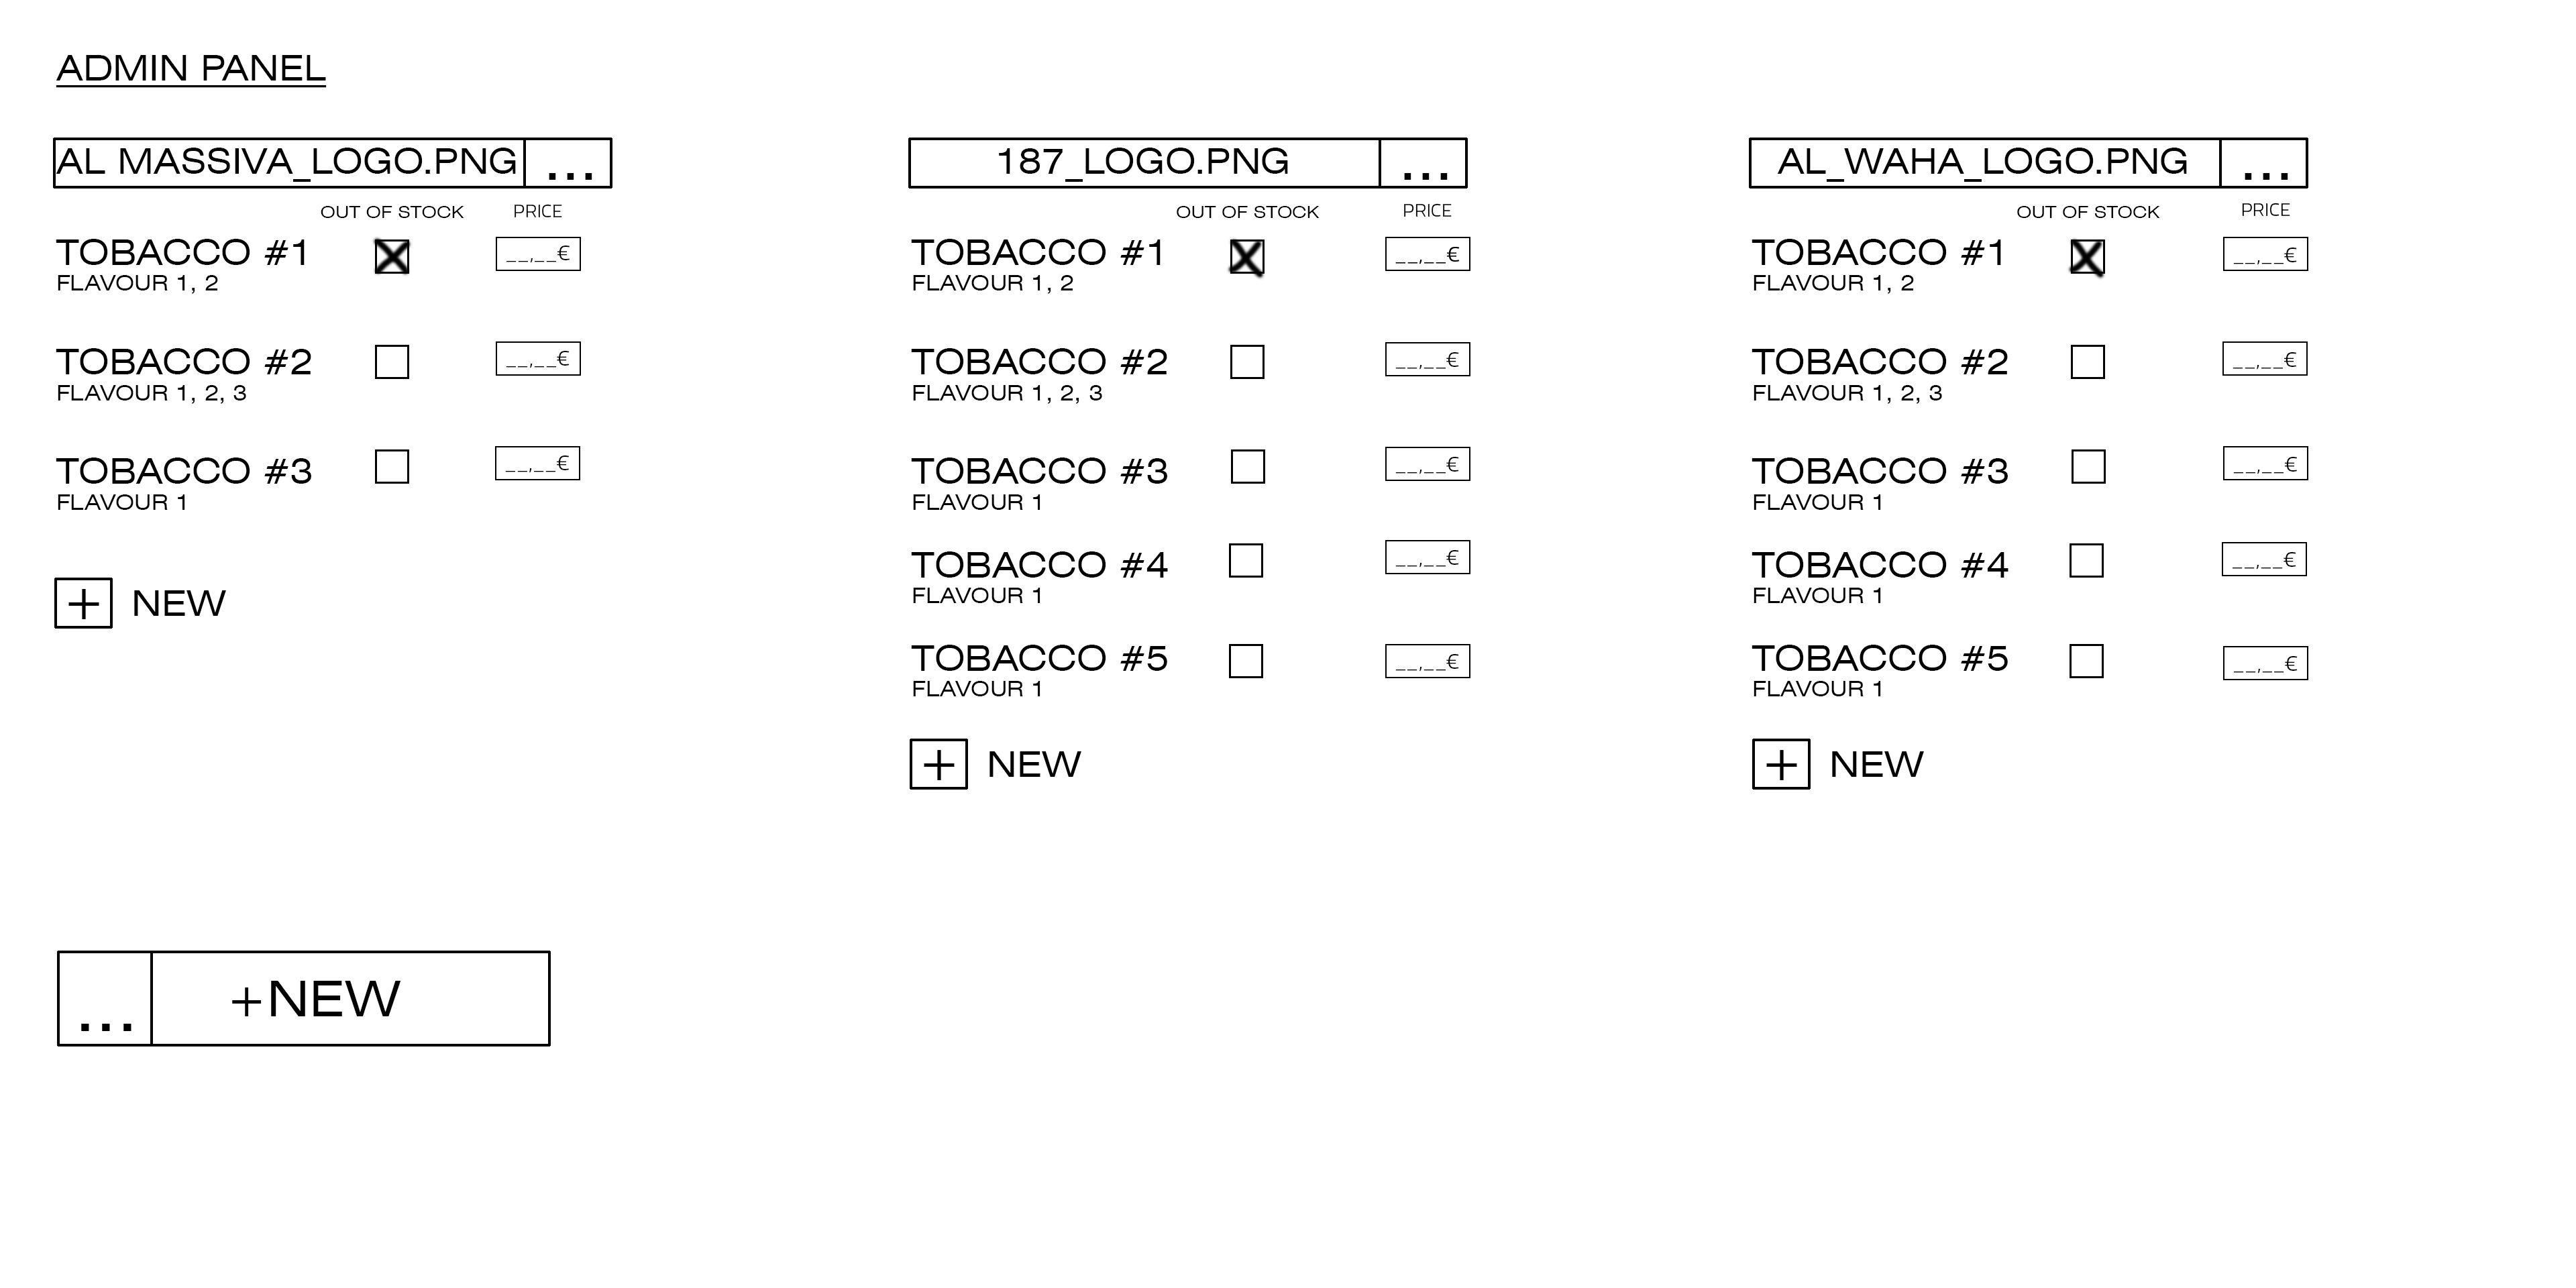 ADMIN PANEL
AL MASSIVA_LOGO.PNG ...
OUT OF STOCK PRICE
TOBACCO #1 __,__€
FLAVOUR 1, 2
TOBACCO #2 __,__€
FLAVOUR 1, 2, 3
TOBACCO #3 __,__€
FLAVOUR 1
+ NEW
187_LOGO.PNG ...
OUT OF STOCK PRICE
TOBACCO #1 __,__€
FLAVOUR 1, 2
TOBACCO #2 __,__€
FLAVOUR 1, 2, 3
TOBACCO #3 __,__€
FLAVOUR 1
TOBACCO #4 __,__€
FLAVOUR 1
TOBACCO #5 __,__€
FLAVOUR 1
+ NEW
AL_WAHA_LOGO.PNG ...
OUT OF STOCK PRICE
TOBACCO #1 __,__€
FLAVOUR 1, 2
TOBACCO #2 __,__€
FLAVOUR 1, 2, 3
TOBACCO #3 __,__€
FLAVOUR 1
TOBACCO #4 __,__€
FLAVOUR 1
TOBACCO #5 __,__€
FLAVOUR 1
+ NEW
... +NEW